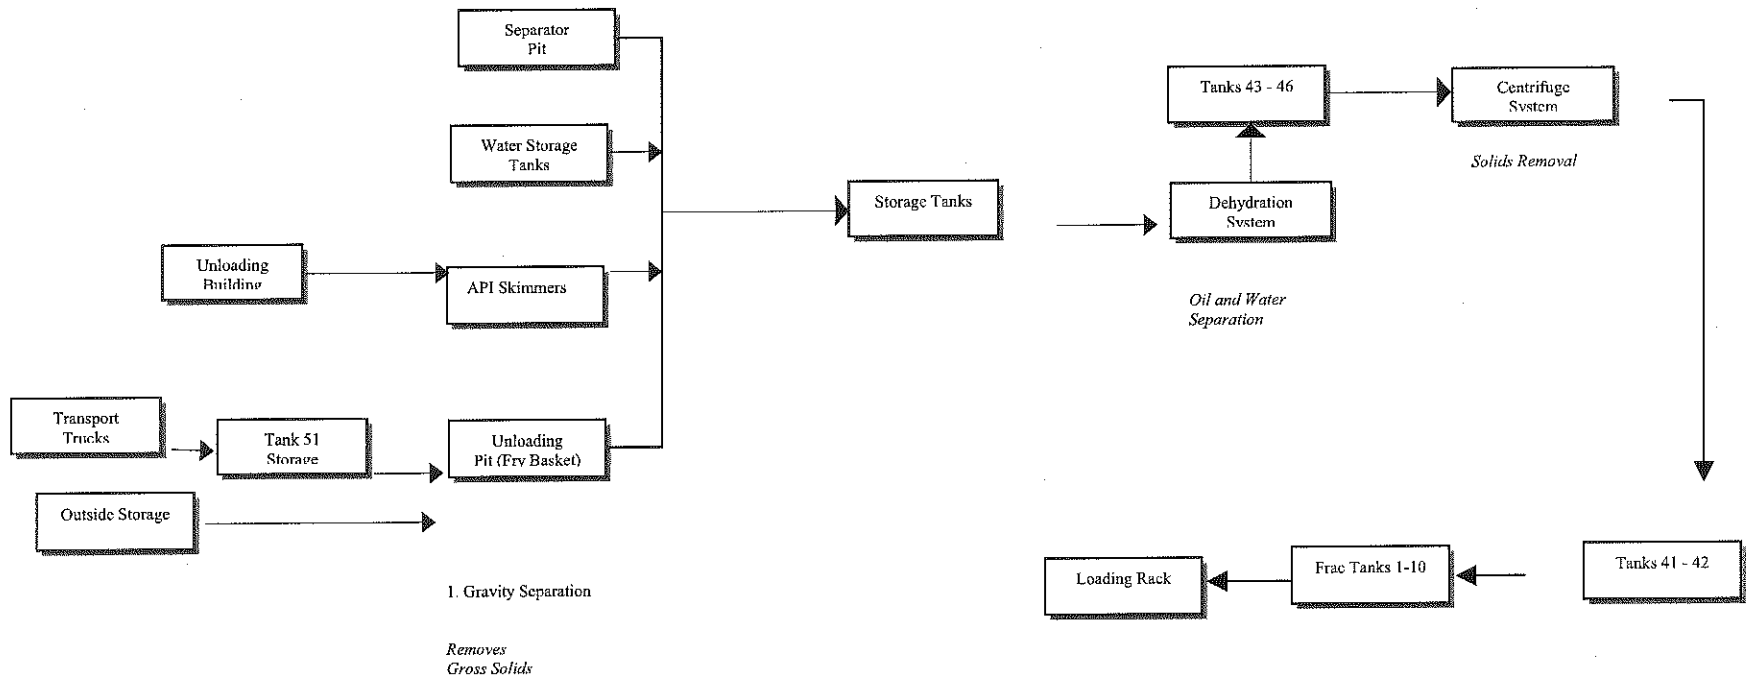 Separator
Pit
Tanks 43 - 46
Centrifuge
System
Water Storage
Tanks
Solids Removal
Storage Tanks
Dehydration
System
Unloading
Building
API Skimmers
Oil and Water
Separation
Transport
Trucks
Tank 51
Storage
Unloading
Pit (Fry Basket)
Outside Storage
Loading Rack
Frac Tanks 1-10
Tanks 41 - 42
1. Gravity Separation
Removes
Gross Solids